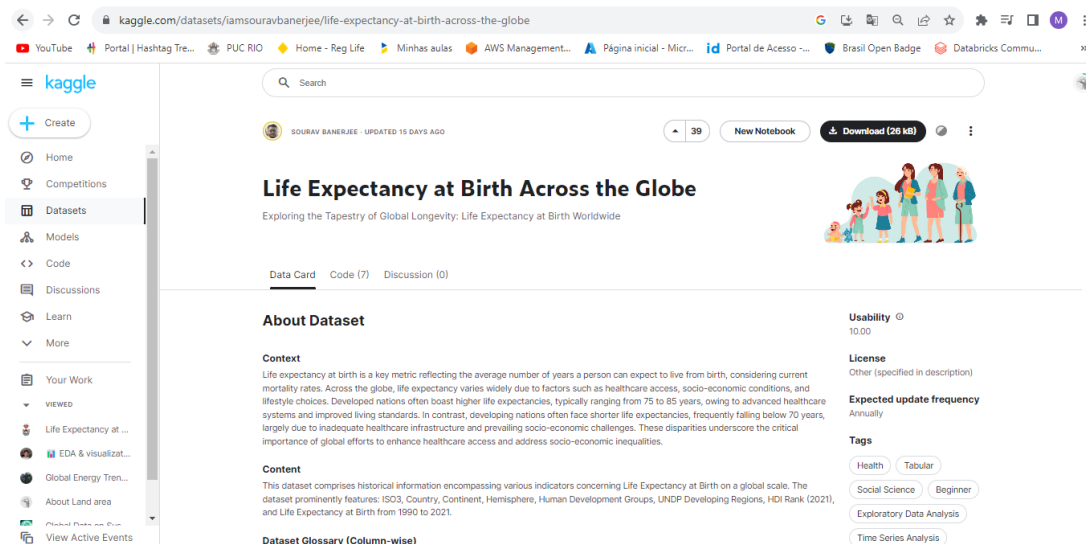 kaggle.com/datasets/iamsouravbanerjee/life-expectancy-at-birth-across-the-globe
G
M
YouTube
Portal | Hashtag Tre...
PUC RIO
Home - Reg Life
Minhas aulas
AWS Management...
Página inicial - Micr...
id Portal de Acesso -...
Brasil Open Badge
Databricks Commu...
»
kaggle
Search
Create
Home
Competitions
Datasets
Models
Code
Discussions
Learn
More
Your Work
VIEWED
Life Expectancy at ...
EDA & visualizat...
Global Energy Tren...
About Land area
Global Data on Sus...
View Active Events
SOURAV BANERJEE · UPDATED 15 DAYS AGO
39
New Notebook
Download (26 kB)
Life Expectancy at Birth Across the Globe
Exploring the Tapestry of Global Longevity: Life Expectancy at Birth Worldwide
Data Card
Code (7)
Discussion (0)
About Dataset
Context
Life expectancy at birth is a key metric reflecting the average number of years a person can expect to live from birth, considering current
mortality rates. Across the globe, life expectancy varies widely due to factors such as healthcare access, socio-economic conditions, and
lifestyle choices. Developed nations often boast higher life expectancies, typically ranging from 75 to 85 years, owing to advanced healthcare
systems and improved living standards. In contrast, developing nations often face shorter life expectancies, frequently falling below 70 years,
largely due to inadequate healthcare infrastructure and prevailing socio-economic challenges. These disparities underscore the critical
importance of global efforts to enhance healthcare access and address socio-economic inequalities.
Content
This dataset comprises historical information encompassing various indicators concerning Life Expectancy at Birth on a global scale. The
dataset prominently features: ISO3, Country, Continent, Hemisphere, Human Development Groups, UNDP Developing Regions, HDI Rank (2021),
and Life Expectancy at Birth from 1990 to 2021.
Dataset Glossary (Column-wise)
Usability
10.00
License
Other (specified in description)
Expected update frequency
Annually
Tags
Health
Tabular
Social Science
Beginner
Exploratory Data Analysis
Time Series Analysis